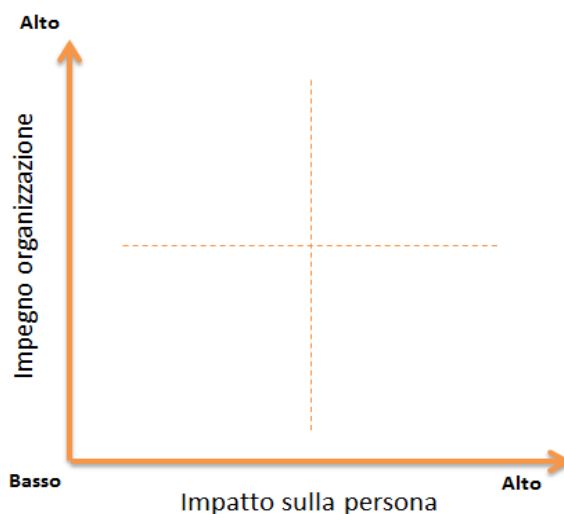 Alto
Impegno organizzazione
Basso
Alto
Impatto sulla persona